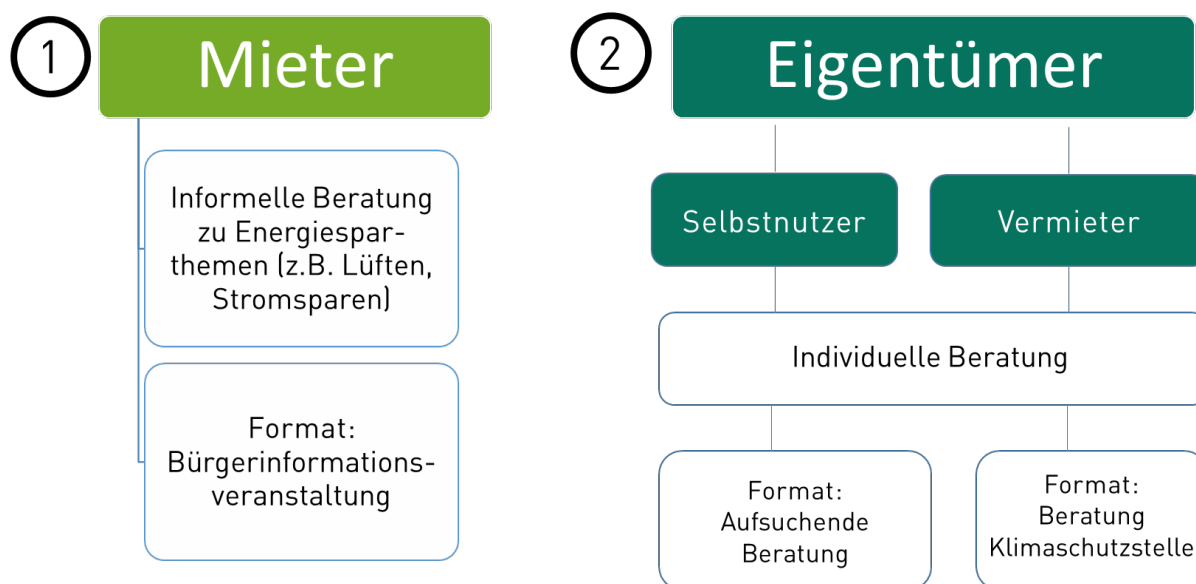 1
Mieter
Informelle Beratung
zu Energiespar-
themen (z.B. Lüften,
Stromsparen)
Format:
Bürgerinformations-
veranstaltung
2
Eigentümer
Selbstnutzer
Vermieter
Individuelle Beratung
Format:
Aufsuchende
Beratung
Format:
Beratung
Klimaschutzstelle